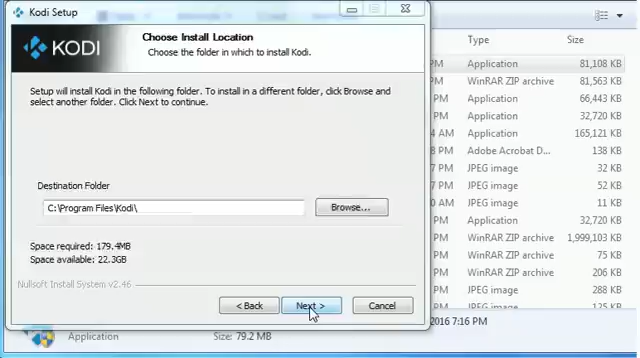 Kodi Setup
KODI
Choose Install Location
Choose the folder in which to install Kodi.
Setup will install Kodi in the following folder. To install in a different folder, click Browse and
select another folder. Click Next to continue.
Destination Folder
C:\Program Files\Kodi\
Browse...
Space required: 179.4MB
Space available: 22.3GB
Nullsoft Install System v2.46
< Back
Next >
Cancel
Type Size
PM Application 81,108 KB
PM WinRAR ZIP archive 81,563 KB
PM Application 66,443 KB
PM Application 32,720 KB
4 AM Application 165,121 KB
PM Adobe Acrobat D... 138 KB
7 PM JPEG image 32 KB
PM JPEG image 52 KB
PM JPEG image 11 KB
PM Application 32,720 KB
PM WinRAR ZIP archive 1,999,103 KB
PM WinRAR ZIP archive 75 KB
PM WinRAR ZIP archive 206 KB
PM JPEG image 288 KB
JPEG image 125 KB
2016 7:16 PM
Application Size: 79.2 MB